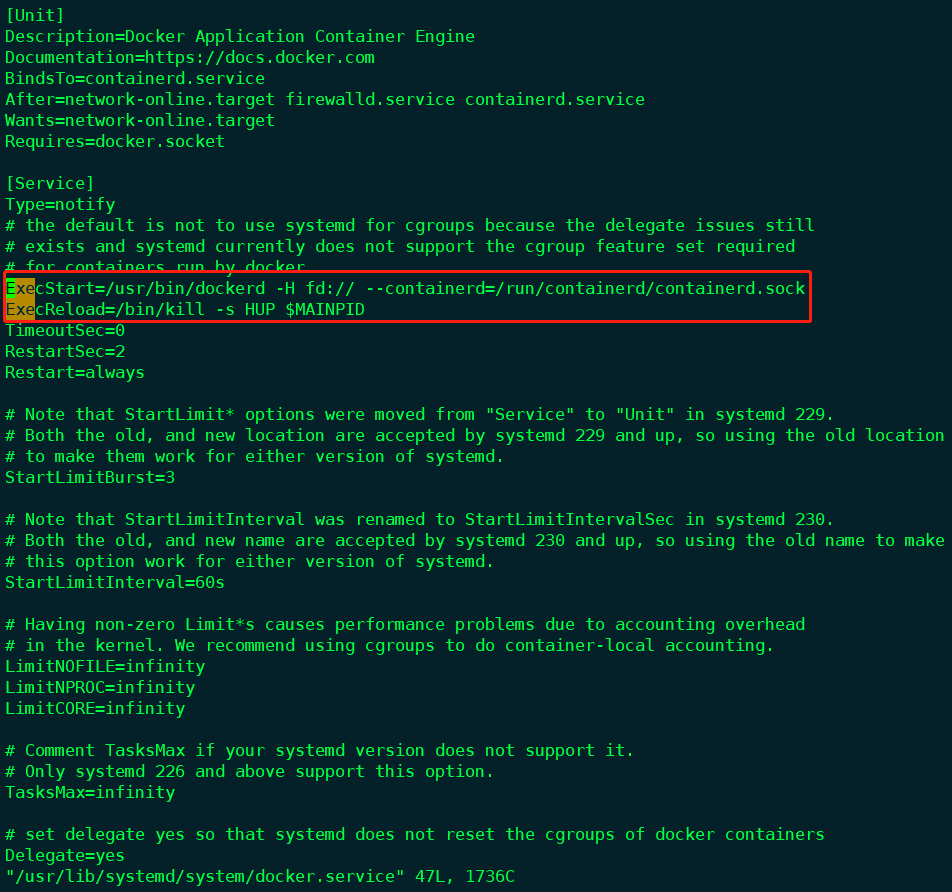 [Unit]
Description=Docker Application Container Engine
Documentation=https://docs.docker.com
BindsTo=containerd.service
After=network-online.target firewalld.service containerd.service
Wants=network-online.target
Requires=docker.socket

[Service]
Type=notify
# the default is not to use systemd for cgroups because the delegate issues still
# exists and systemd currently does not support the cgroup feature set required
# for containers run by docker
ExecStart=/usr/bin/dockerd -H fd:// --containerd=/run/containerd/containerd.sock
ExecReload=/bin/kill -s HUP $MAINPID
TimeoutSec=0
RestartSec=2
Restart=always

# Note that StartLimit* options were moved from "Service" to "Unit" in systemd 229.
# Both the old, and new location are accepted by systemd 229 and up, so using the old location
# to make them work for either version of systemd.
StartLimitBurst=3

# Note that StartLimitInterval was renamed to StartLimitIntervalSec in systemd 230.
# Both the old, and new name are accepted by systemd 230 and up, so using the old name to make
# this option work for either version of systemd.
StartLimitInterval=60s

# Having non-zero Limit*s causes performance problems due to accounting overhead
# in the kernel. We recommend using cgroups to do container-local accounting.
LimitNOFILE=infinity
LimitNPROC=infinity
LimitCORE=infinity

# Comment TasksMax if your systemd version does not support it.
# Only systemd 226 and above support this option.
TasksMax=infinity

# set delegate yes so that systemd does not reset the cgroups of docker containers
Delegate=yes
"/usr/lib/systemd/system/docker.service" 47L, 1736C